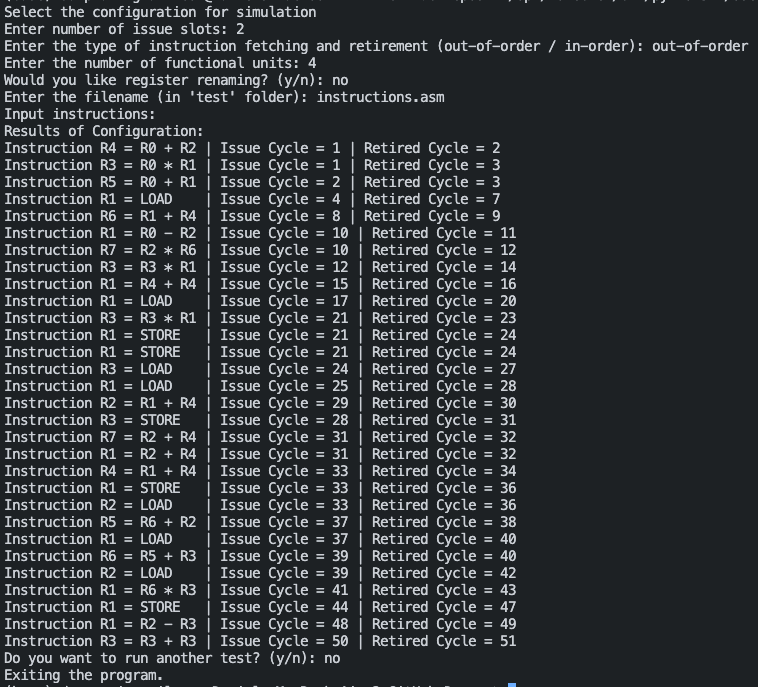 Select the configuration for simulation
Enter number of issue slots: 2
Enter the type of instruction fetching and retirement (out-of-order / in-order): out-of-order
Enter the number of functional units: 4
Would you like register renaming? (y/n): no
Enter the filename (in 'test' folder): instructions.asm
Input instructions:
Results of Configuration:
Instruction R4 = R0 + R2 | Issue Cycle = 1 | Retired Cycle = 2
Instruction R3 = R0 * R1 | Issue Cycle = 1 | Retired Cycle = 3
Instruction R5 = R0 + R1 | Issue Cycle = 2 | Retired Cycle = 3
Instruction R1 = LOAD    | Issue Cycle = 4 | Retired Cycle = 7
Instruction R6 = R1 + R4 | Issue Cycle = 8 | Retired Cycle = 9
Instruction R1 = R0 - R2 | Issue Cycle = 10 | Retired Cycle = 11
Instruction R7 = R2 * R6 | Issue Cycle = 10 | Retired Cycle = 12
Instruction R3 = R3 * R1 | Issue Cycle = 12 | Retired Cycle = 14
Instruction R1 = R4 + R4 | Issue Cycle = 15 | Retired Cycle = 16
Instruction R1 = LOAD    | Issue Cycle = 17 | Retired Cycle = 20
Instruction R3 = R3 * R1 | Issue Cycle = 21 | Retired Cycle = 23
Instruction R1 = STORE   | Issue Cycle = 21 | Retired Cycle = 24
Instruction R1 = STORE   | Issue Cycle = 21 | Retired Cycle = 24
Instruction R3 = LOAD    | Issue Cycle = 24 | Retired Cycle = 27
Instruction R1 = LOAD    | Issue Cycle = 25 | Retired Cycle = 28
Instruction R2 = R1 + R4 | Issue Cycle = 29 | Retired Cycle = 30
Instruction R3 = STORE   | Issue Cycle = 28 | Retired Cycle = 31
Instruction R7 = R2 + R4 | Issue Cycle = 31 | Retired Cycle = 32
Instruction R1 = R2 + R4 | Issue Cycle = 31 | Retired Cycle = 32
Instruction R4 = R1 + R4 | Issue Cycle = 33 | Retired Cycle = 34
Instruction R1 = STORE   | Issue Cycle = 33 | Retired Cycle = 36
Instruction R2 = LOAD    | Issue Cycle = 33 | Retired Cycle = 36
Instruction R5 = R6 + R2 | Issue Cycle = 37 | Retired Cycle = 38
Instruction R1 = LOAD    | Issue Cycle = 37 | Retired Cycle = 40
Instruction R6 = R5 + R3 | Issue Cycle = 39 | Retired Cycle = 40
Instruction R2 = LOAD    | Issue Cycle = 39 | Retired Cycle = 42
Instruction R1 = R6 * R3 | Issue Cycle = 41 | Retired Cycle = 43
Instruction R1 = STORE   | Issue Cycle = 44 | Retired Cycle = 47
Instruction R1 = R2 - R3 | Issue Cycle = 48 | Retired Cycle = 49
Instruction R3 = R3 + R3 | Issue Cycle = 50 | Retired Cycle = 51
Do you want to run another test? (y/n): no
Exiting the program.